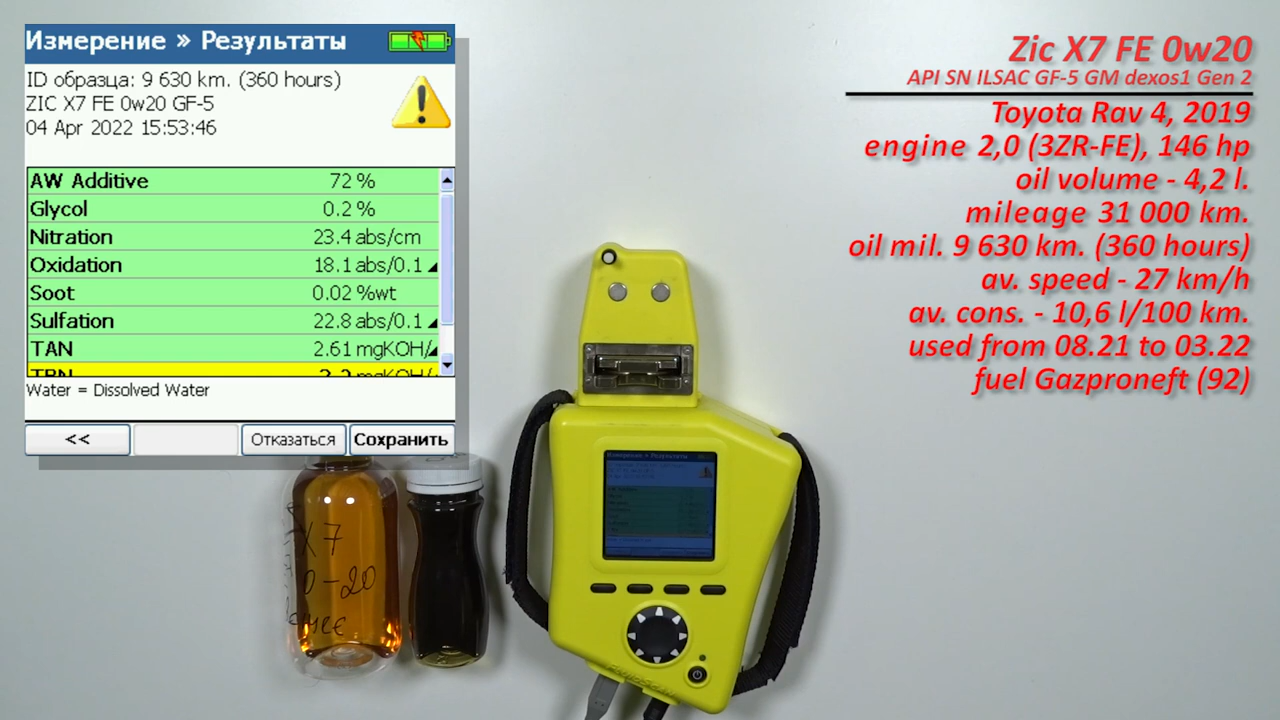 Измерение » Результаты
ID образца: 9 630 km. (360 hours)
ZIC X7 FE 0w20 GF-5
04 Apr 2022 15:53:46
AW Additive 72 %
Glycol 0.2 %
Nitration 23.4 abs/cm
Oxidation 18.1 abs/0.1
Soot 0.02 %wt
Sulfation 22.8 abs/0.1
TAN 2.61 mgKOH/
TBN mgKOH/
Water = Dissolved Water
<<
Отказаться
Сохранить
Zic X7 FE 0w20
API SN ILSAC GF-5 GM dexos1 Gen 2
Toyota Rav 4, 2019
engine 2,0 (3ZR-FE), 146 hp
oil volume - 4,2 l.
mileage 31 000 km.
oil mil. 9 630 km. (360 hours)
av. speed - 27 km/h
av. cons. - 10,6 l/100 km.
used from 08.21 to 03.22
fuel Gazproneft (92)
X7
0-20
Измерение » Результаты